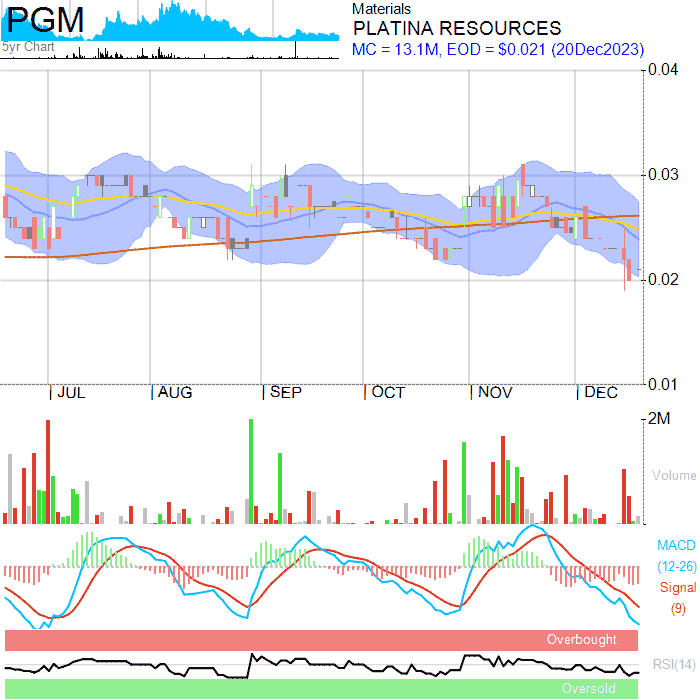 PGM
5yr Chart
Materials
PLATINA RESOURCES
MC = 13.1M, EOD = $0.021 (20Dec2023)
0.04
0.03
0.02
0.01
JUL AUG SEP OCT NOV DEC
2M
Volume
MACD
(12-26)
Signal
(9)
Overbought
RSI(14)
Oversold